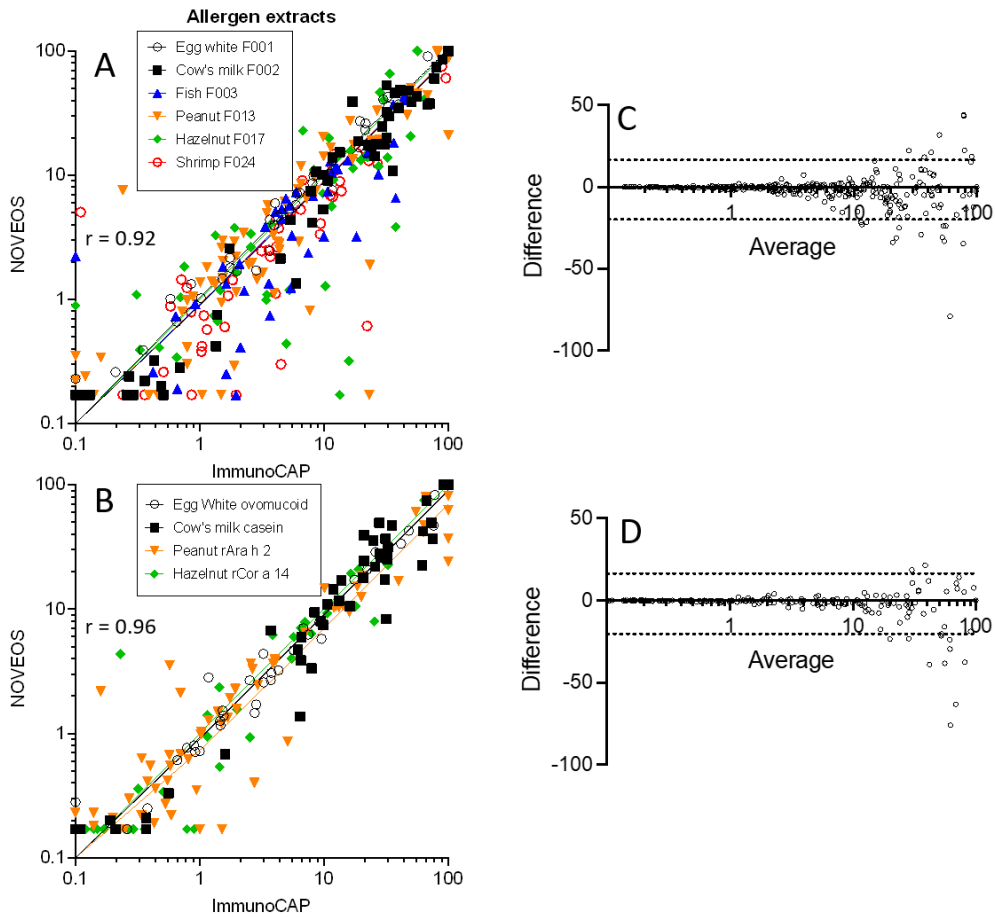 Allergen extracts
A
Egg white F001
Cow's milk F002
Fish F003
Peanut F013
Hazelnut F017
Shrimp F024
r = 0.92
NOVEOS
100
10
1
0.1
0.1 1 10 100
ImmunoCAP
B
Egg White ovomucoid
Cow's milk casein
Peanut rAra h 2
Hazelnut rCor a 14
r = 0.96
NOVEOS
100
10
1
0.1
0.1 1 10 100
ImmunoCAP
C
Difference
50
0
-50
-100
1 10 100
Average
D
Difference
50
0
-50
-100
1 10 100
Average